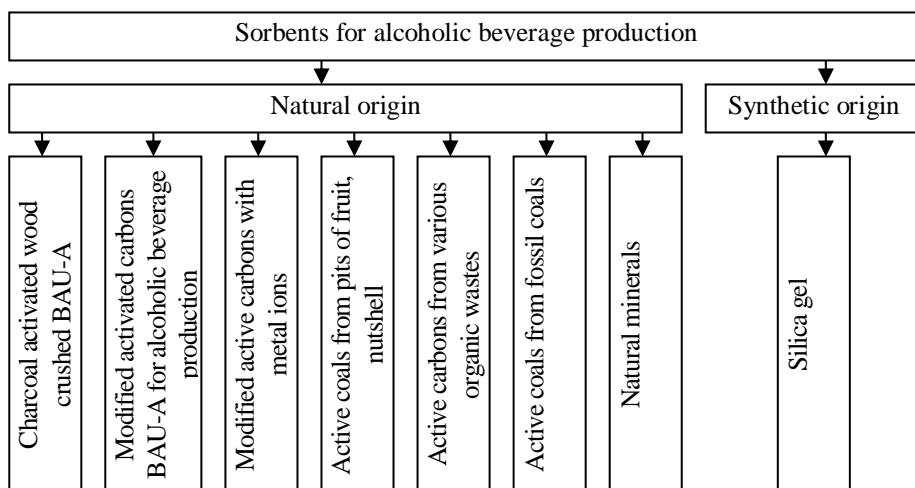 Sorbents for alcoholic beverage production
Natural origin
Synthetic origin
Charcoal activated wood
crushed BAU-A
Modified activated carbons
BAU-A for alcoholic beverage
production
Modified active carbons with
metal ions
Active coals from pits of fruit,
nutshell
Active carbons from various
organic wastes
Active coals from fossil coals
Natural minerals
Silica gel